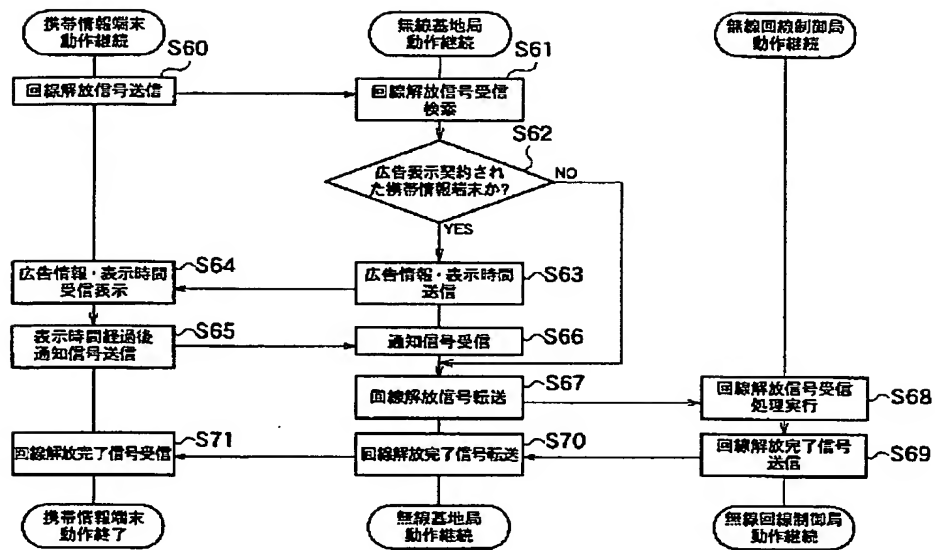 携帯情報端末
動作継続
無線基地局
動作継続
無線回線制御局
動作継続
S60
回線解放信号送信
S61
回線解放信号受信
検索
S62
広告表示契約され
た携帯情報端末か?
NO
YES
S64
広告情報・表示時間
受信表示
S63
広告情報・表示時間
送信
S65
表示時間経過後
通知信号送信
S66
通知信号受信
S67
回線解放信号転送
S68
回線解放信号受信
処理実行
S71
回線解放完了信号受信
S70
回線解放完了信号転送
S69
回線解放完了信号
送信
携帯情報端末
動作終了
無線基地局
動作継続
無線回線制御局
動作継続